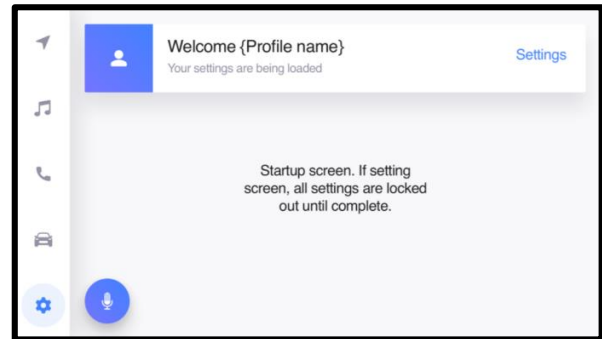 Welcome {Profile name}
Your settings are being loaded
Settings
Startup screen. If setting
screen, all settings are locked
out until complete.